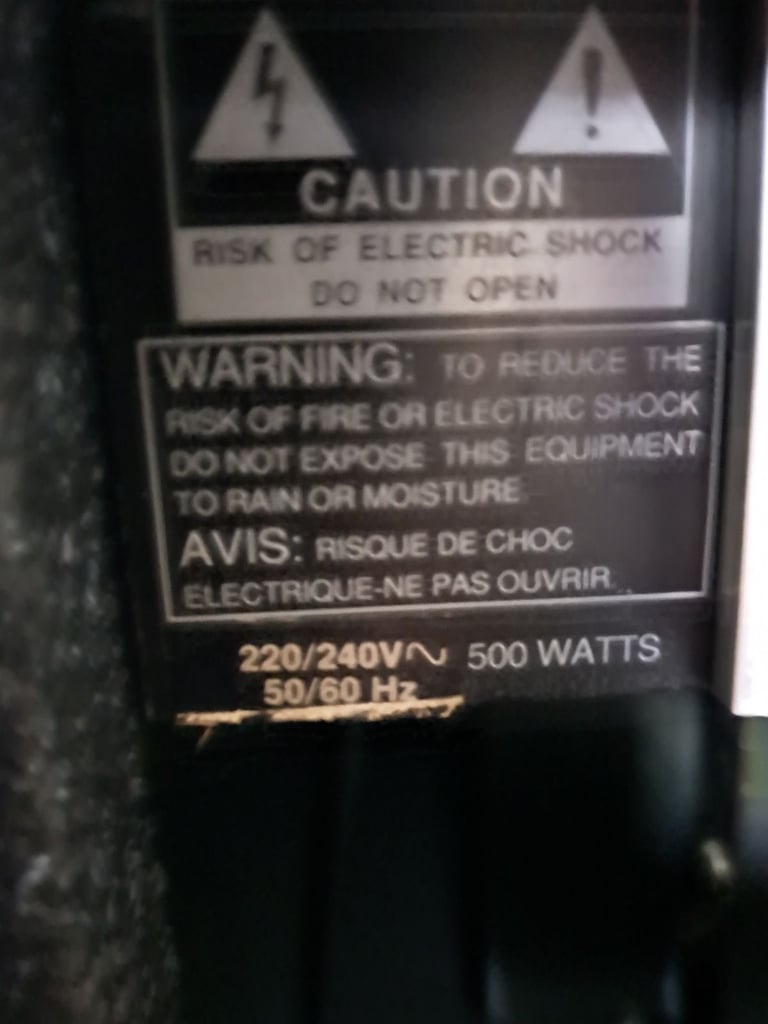 CAUTION
RISK OF ELECTRIC SHOCK
DO NOT OPEN
WARNING: TO REDUCE THE
RISK OF FIRE OR ELECTRIC SHOCK
DO NOT EXPOSE THIS EQUIPMENT
TO RAIN OR MOISTURE
AVIS: RISQUE DE CHOC
ELECTRIQUE-NE PAS OUVRIR.
220/240V~ 500 WATTS
50/60 Hz